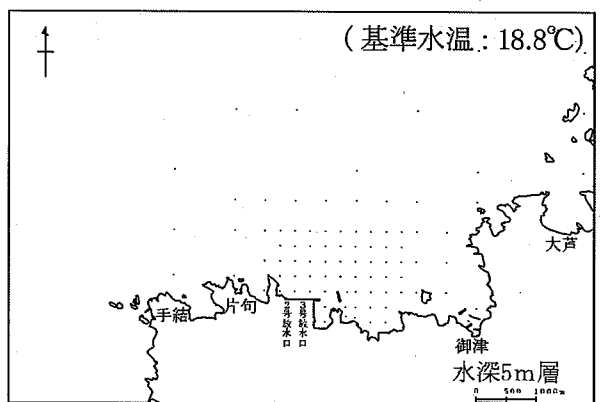 (基準水温:18.8℃)
大芦
手結
片句
2号放水口
3号放水口
御津
水深5m層
0 500 1000m